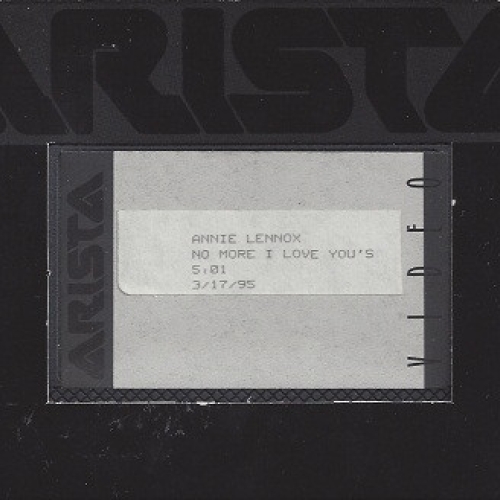 ARISTA
ARISTA
ANNIE LENNOX
NO MORE I LOVE YOU'S
5:01
3/17/95
VIDEO